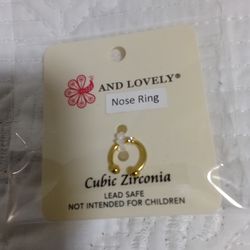 AND LOVELY®
Nose Ring
Cubic Zirconia
LEAD SAFE
NOT INTENDED FOR CHILDREN